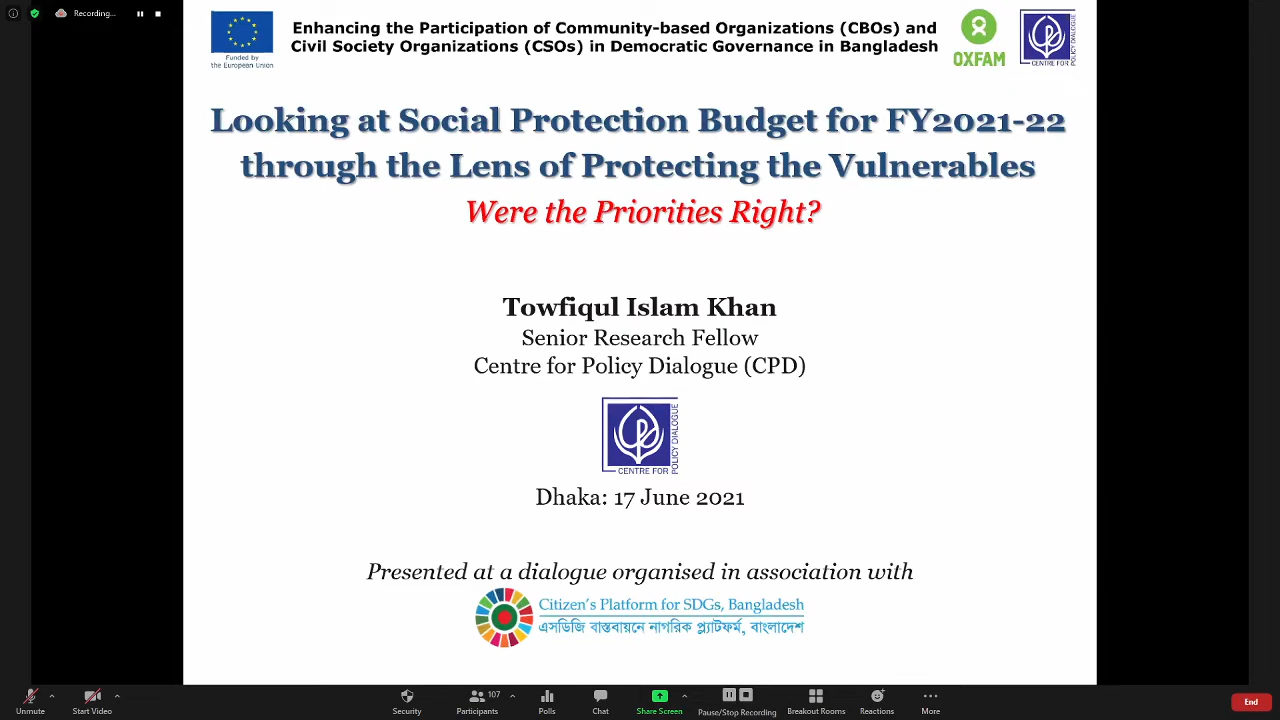 Recording...
Funded by
the European Union
Enhancing the Participation of Community-based Organizations (CBOs) and
Civil Society Organizations (CSOs) in Democratic Governance in Bangladesh
OXFAM
CENTRE FOR
POLICY DIALOGUE
Looking at Social Protection Budget for FY2021-22
through the Lens of Protecting the Vulnerables
Were the Priorities Right?
Towfiqul Islam Khan
Senior Research Fellow
Centre for Policy Dialogue (CPD)
CENTRE FOR
POLICY DIALOGUE
Dhaka: 17 June 2021
Presented at a dialogue organised in association with
Citizen's Platform for SDGs, Bangladesh
এসডিজি বাস্তবায়নে নাগরিক প্ল্যাটফর্ম, বাংলাদেশ
Unmute
Start Video
Security
Participants
107
Polls
Chat
Share Screen
Pause/Stop Recording
Breakout Rooms
Reactions
More
End